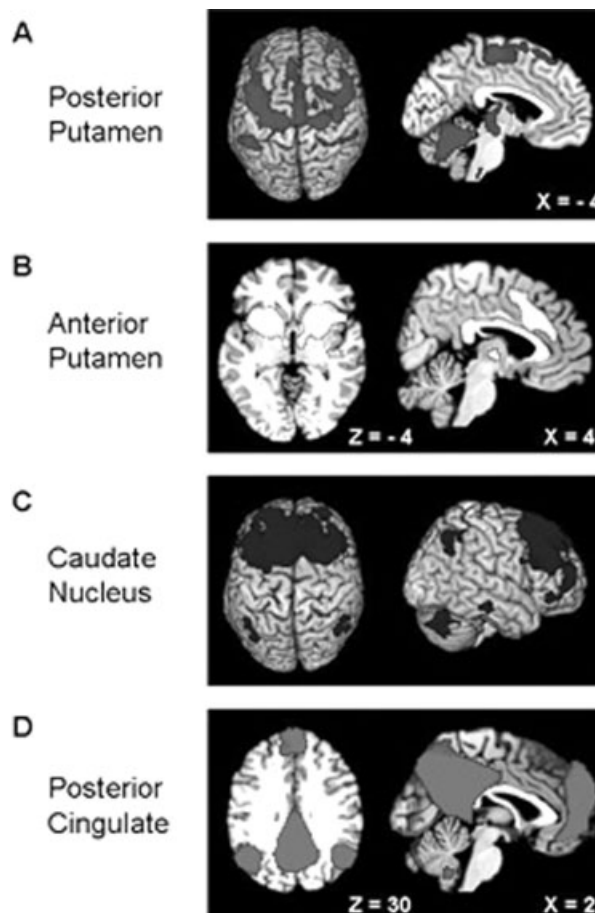 A
Posterior
Putamen
X = - 4
B
Anterior
Putamen
Z = - 4
X = 4
C
Caudate
Nucleus
D
Posterior
Cingulate
Z = 30
X = 2